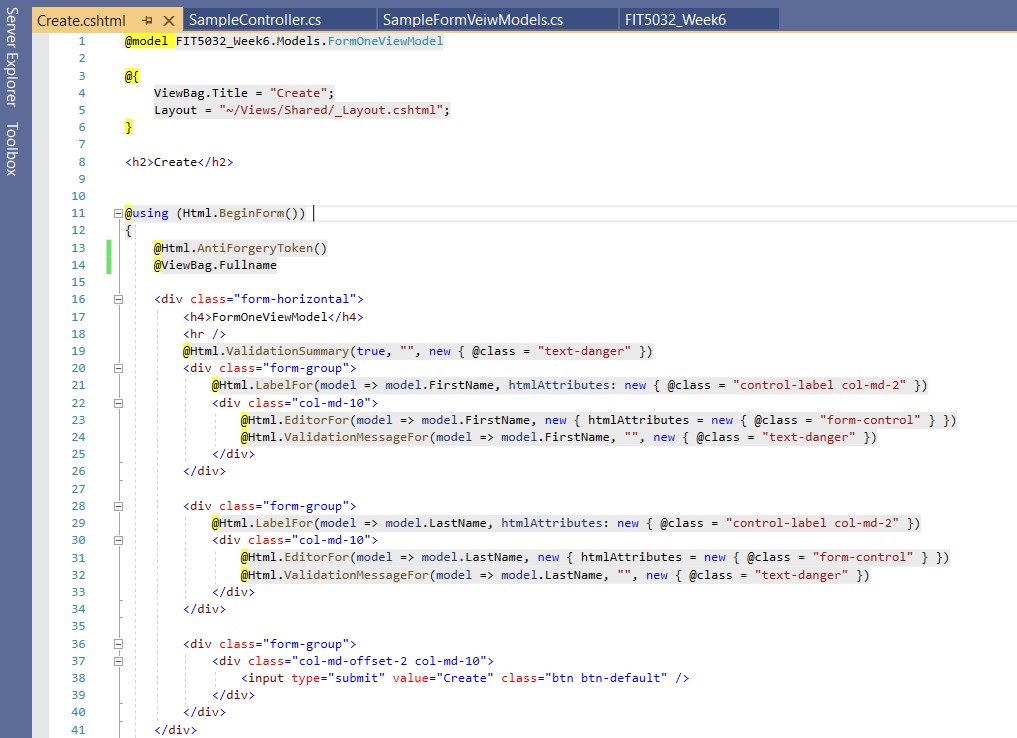 Server Explorer
Toolbox
Create.cshtml
SampleController.cs
SampleFormVeiwModels.cs
FIT5032_Week6
1 @model FIT5032_Week6.Models.FormOneViewModel
2
3 @{
4 ViewBag.Title = "Create";
5 Layout = "~/Views/Shared/_Layout.cshtml";
6 }
7
8 <h2>Create</h2>
9
10
11 @using (Html.BeginForm())
12 {
13 @Html.AntiForgeryToken()
14 @ViewBag.Fullname
15
16 <div class="form-horizontal">
17 <h4>FormOneViewModel</h4>
18 <hr />
19 @Html.ValidationSummary(true, "", new { @class = "text-danger" })
20 <div class="form-group">
21 @Html.LabelFor(model => model.FirstName, htmlAttributes: new { @class = "control-label col-md-2" })
22 <div class="col-md-10">
23 @Html.EditorFor(model => model.FirstName, new { htmlAttributes = new { @class = "form-control" } })
24 @Html.ValidationMessageFor(model => model.FirstName, "", new { @class = "text-danger" })
25 </div>
26 </div>
27
28 <div class="form-group">
29 @Html.LabelFor(model => model.LastName, htmlAttributes: new { @class = "control-label col-md-2" })
30 <div class="col-md-10">
31 @Html.EditorFor(model => model.LastName, new { htmlAttributes = new { @class = "form-control" } })
32 @Html.ValidationMessageFor(model => model.LastName, "", new { @class = "text-danger" })
33 </div>
34 </div>
35
36 <div class="form-group">
37 <div class="col-md-offset-2 col-md-10">
38 <input type="submit" value="Create" class="btn btn-default" />
39 </div>
40 </div>
41 </div>